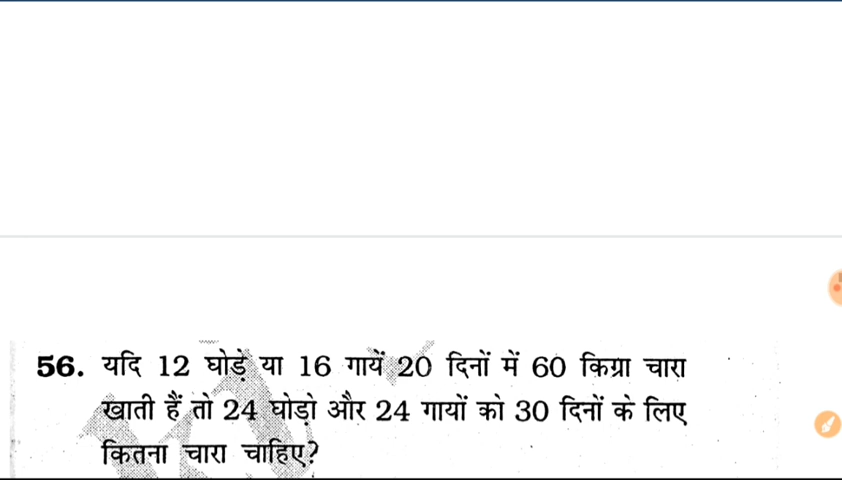 56. यदि 12 घोड़े या 16 गायें 20 दिनों में 60 किग्रा चारा
खाती हैं तो 24 घोड़ो और 24 गायों को 30 दिनों के लिए
कितना चारा चाहिए?